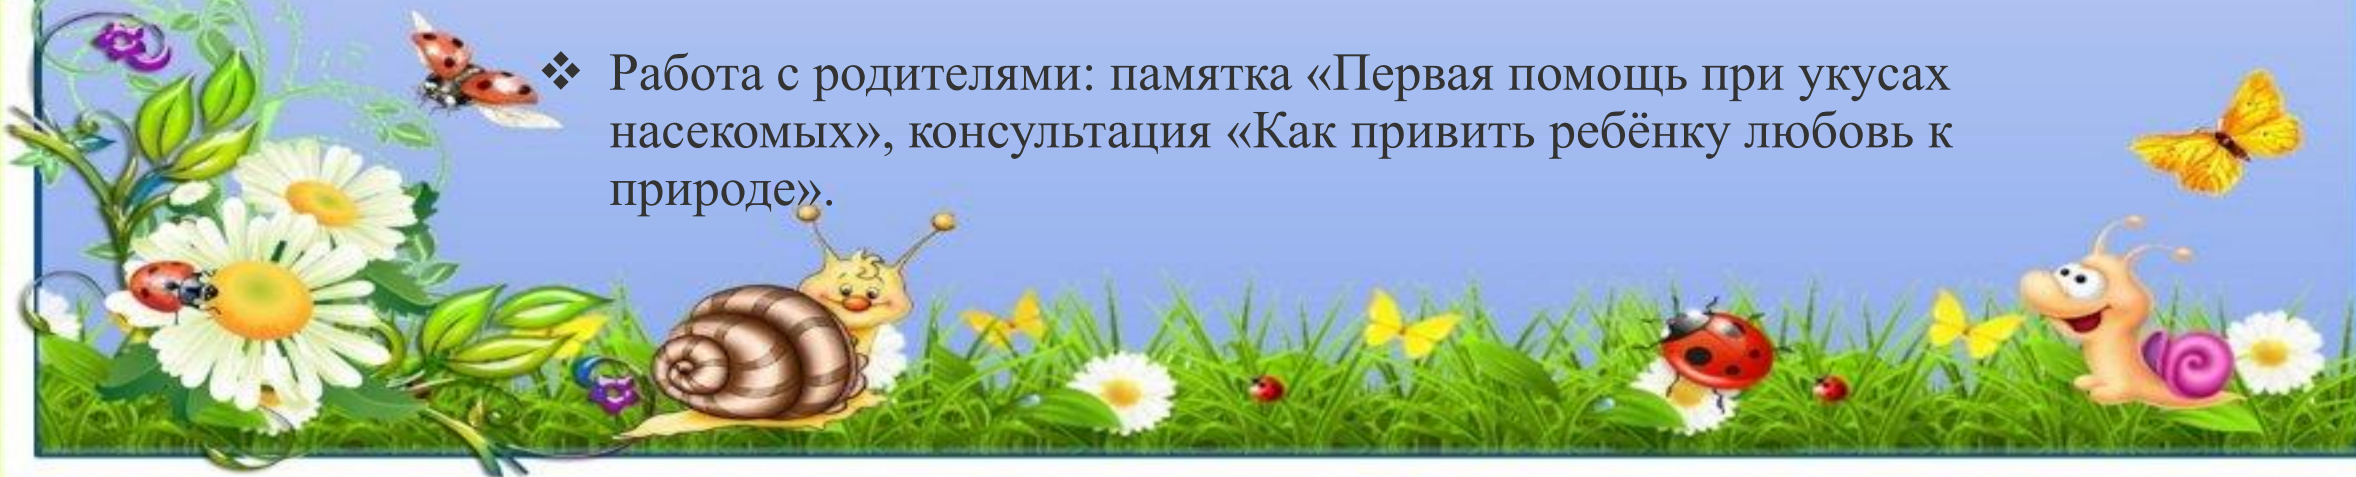 ❖ Работа с родителями: памятка «Первая помощь при укусах
насекомых», консультация «Как привить ребёнку любовь к
природе».